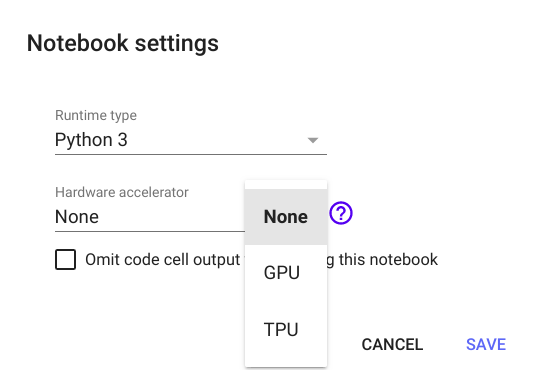 Notebook settings
Runtime type
Python 3
Hardware accelerator
None
None
?
Omit code cell output
g this notebook
GPU
TPU
CANCEL
SAVE